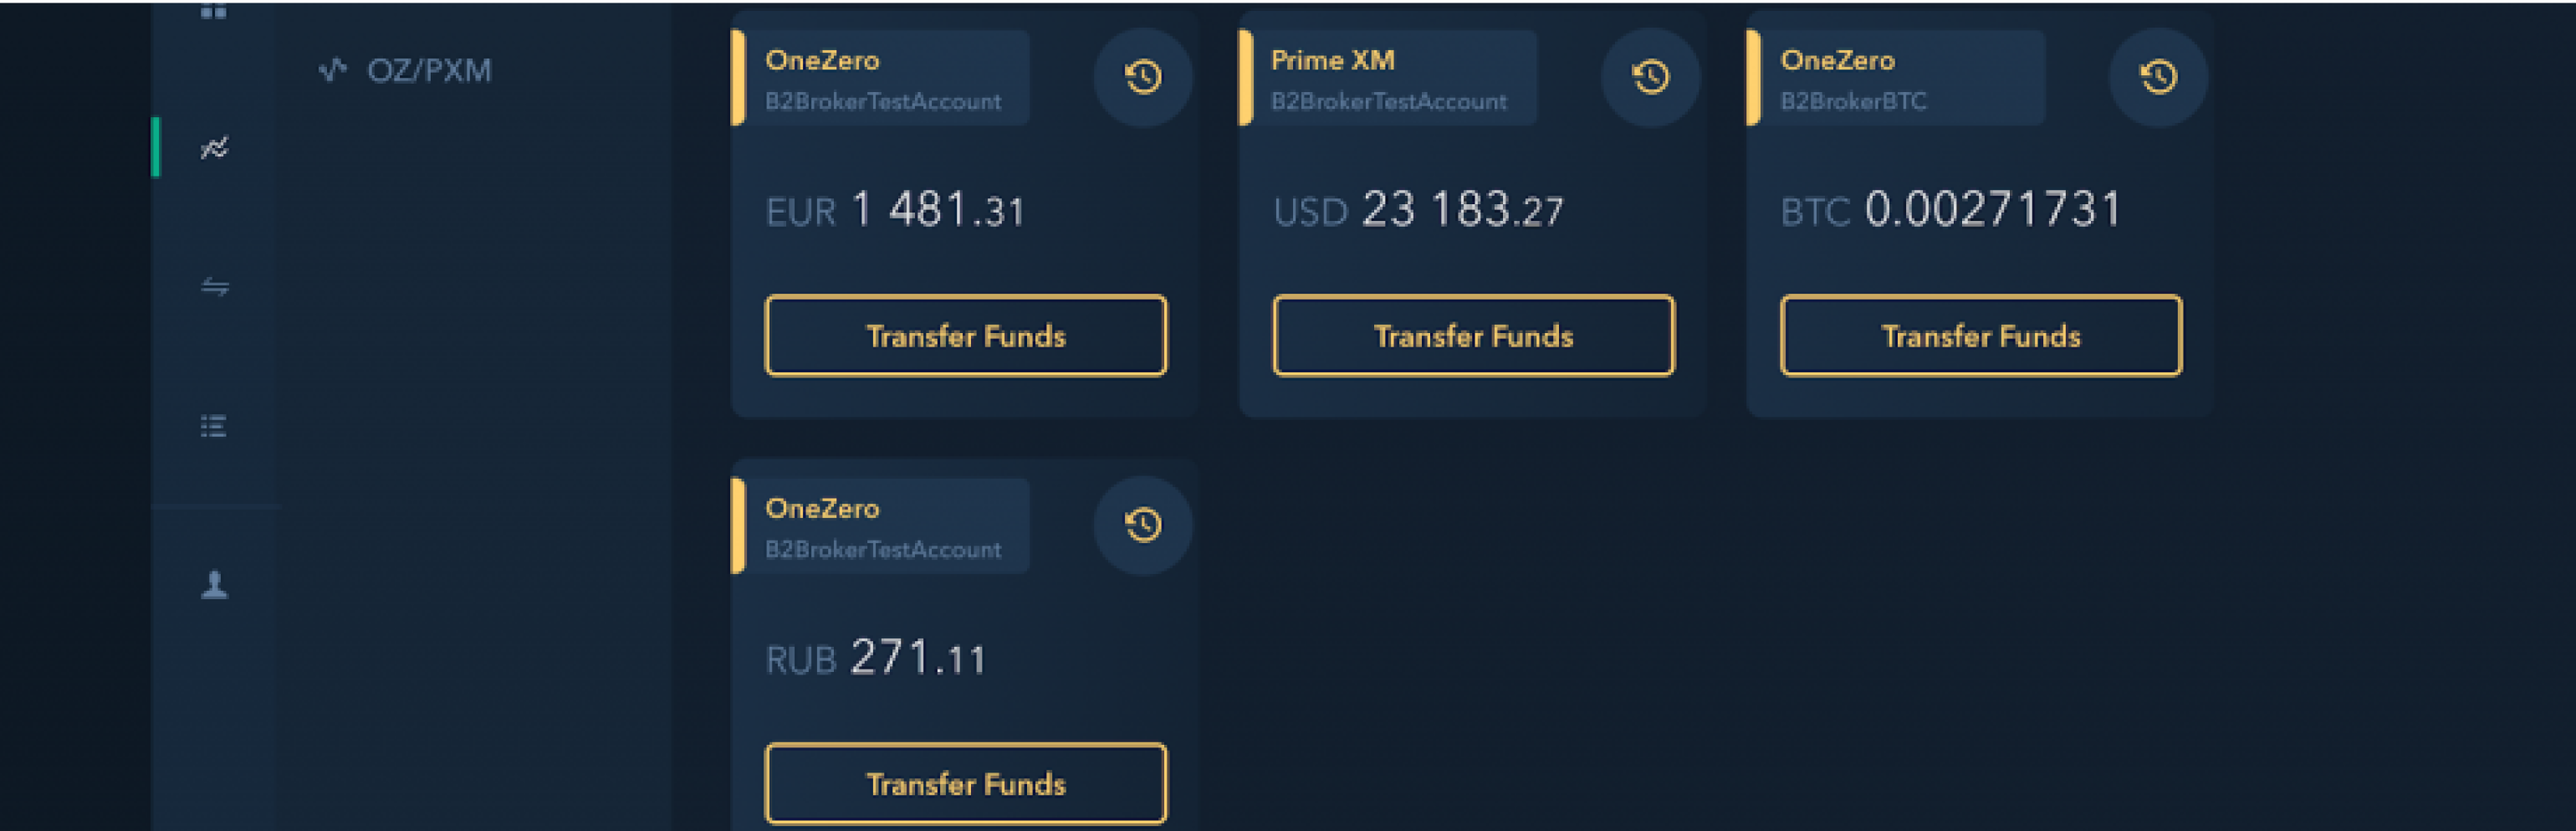 OZ/PXM
OneZero
B2BrokerTestAccount
EUR 1 481.31
Transfer Funds
Prime XM
B2BrokerTestAccount
USD 23 183.27
Transfer Funds
OneZero
B2BrokerBTC
BTC 0.00271731
Transfer Funds
OneZero
B2BrokerTestAccount
RUB 271.11
Transfer Funds